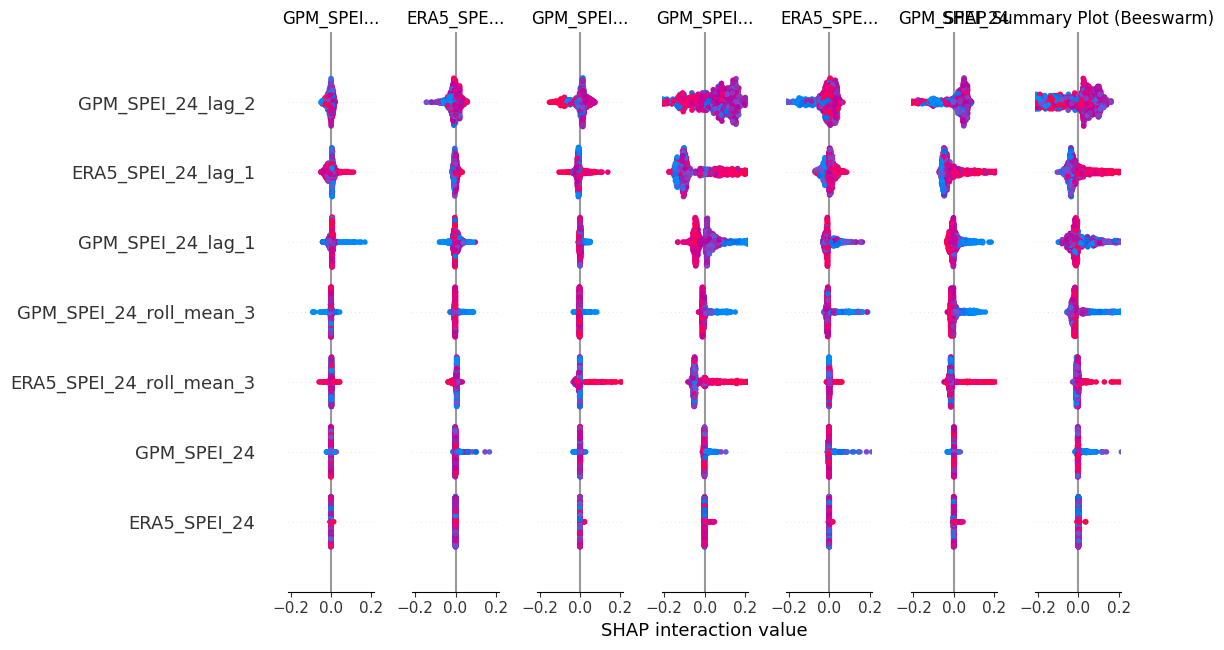 GPM_SPEI... ERA5_SPE... GPM_SPEI... GPM_SPEI... ERA5_SPE... GPM_SPEI_24 SHAP Summary Plot (Beeswarm)
GPM_SPEI_24_lag_2
ERA5_SPEI_24_lag_1
GPM_SPEI_24_lag_1
GPM_SPEI_24_roll_mean_3
ERA5_SPEI_24_roll_mean_3
GPM_SPEI_24
ERA5_SPEI_24
−0.2 0.0 0.2 −0.2 0.0 0.2 −0.2 0.0 0.2 −0.2 0.0 0.2 −0.2 0.0 0.2 −0.2 0.0 0.2 −0.2 0.0 0.2
SHAP interaction value